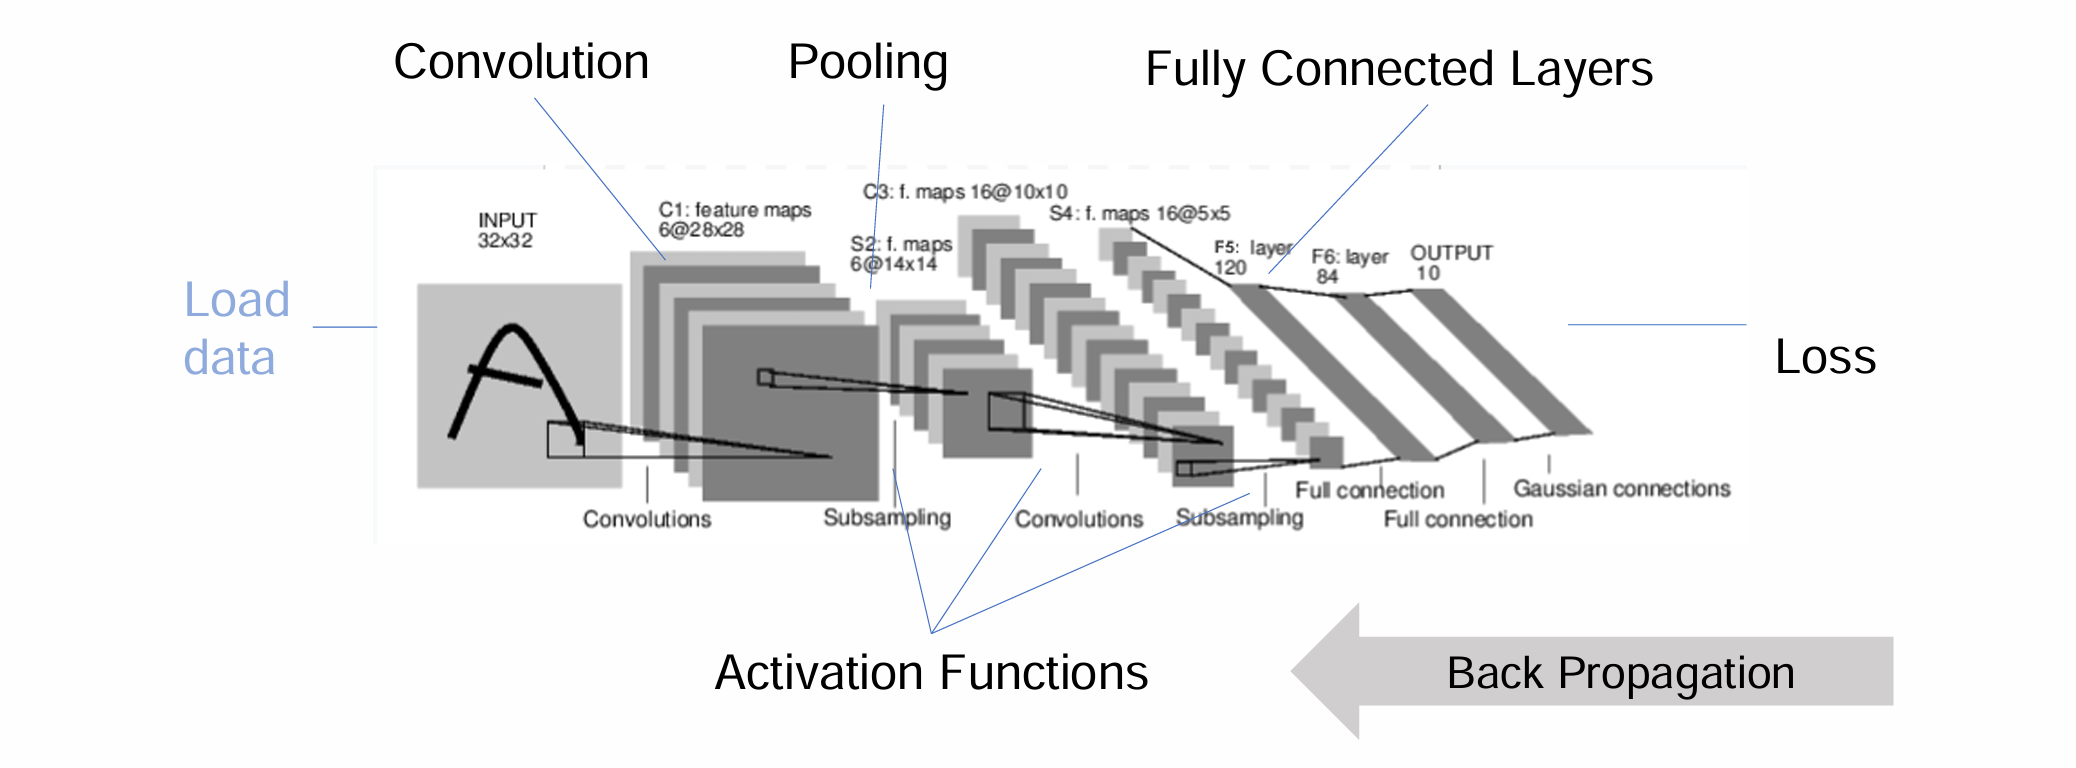 Convolution
Pooling
Fully Connected Layers
C3: f. maps 16@10x10
INPUT
32x32
C1: feature maps
6@28x28
S4: f. maps 16@5x5
S2: f. maps
6@14x14
F5: layer
120
F6: layer
84
OUTPUT
10
Load
data
A
Loss
Convolutions
Subsampling
Convolutions
Subsampling
Full connection
Full connection
Gaussian connections
Activation Functions
Back Propagation